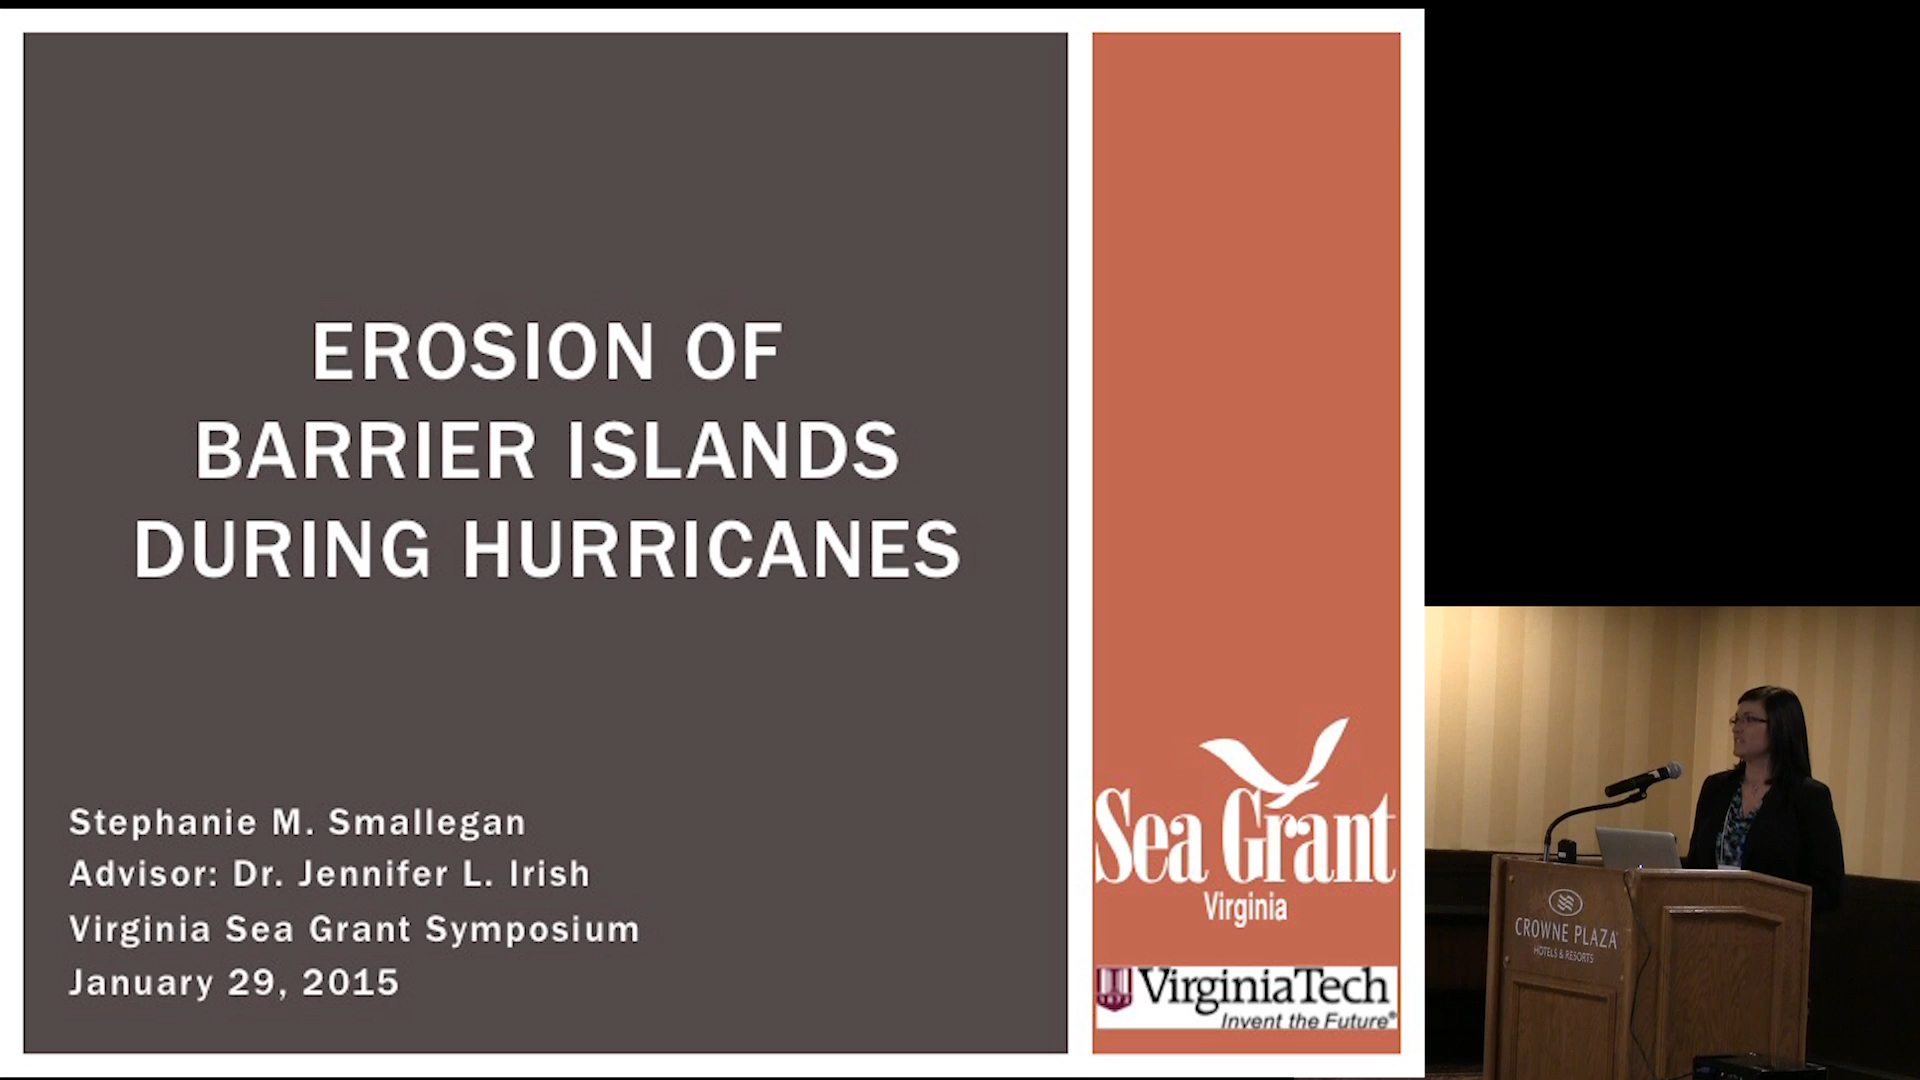 EROSION OF
BARRIER ISLANDS
DURING HURRICANES
Stephanie M. Smallegan
Advisor: Dr. Jennifer L. Irish
Virginia Sea Grant Symposium
January 29, 2015
Sea Grant
Virginia
VirginiaTech
Invent the Future®
CROWNE PLAZA
HOTELS & RESORTS